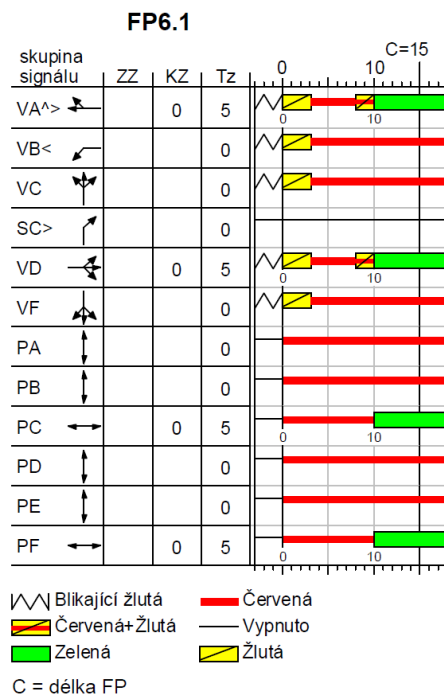 FP6.1
skupina signálu ZZ KZ Tz 0 10 C=15
VA^> 0 5 0 10
VB< 0
VC 0
SC> 0
VD 0 5 0 10
VF 0
PA 0
PB 0
PC 0 5 0 10
PD 0
PE 0
PF 0 5 0 10
Blikající žlutá Červená
Červená+Žlutá Vypnuto
Zelená Žlutá
C = délka FP